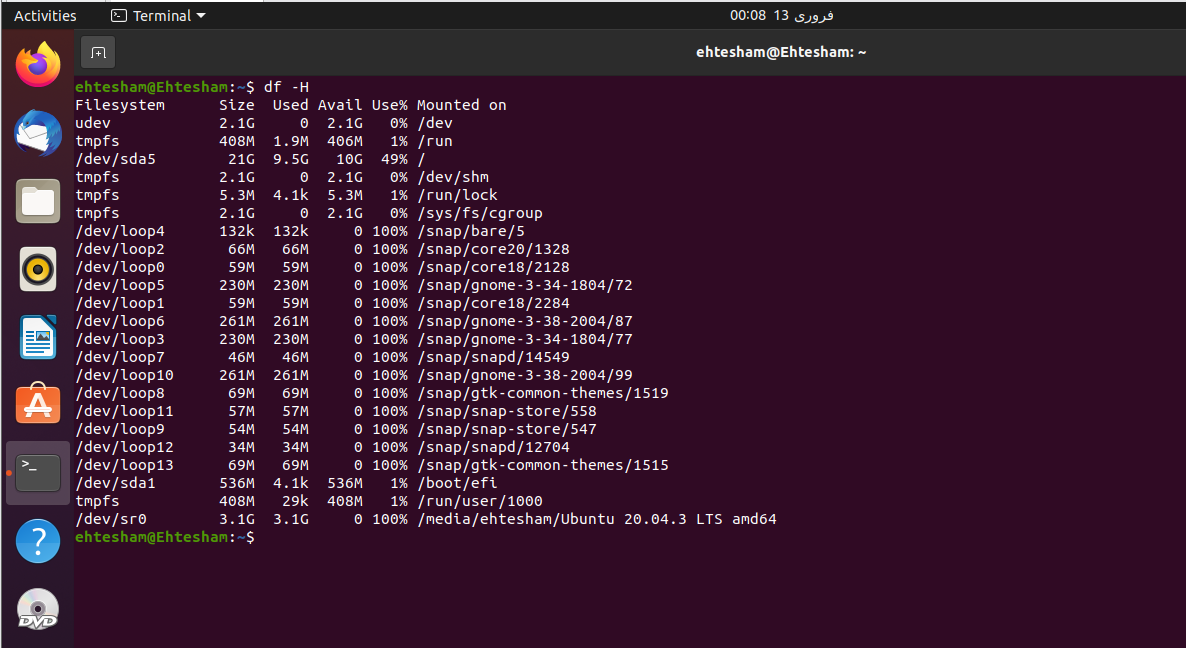 Activities Terminal 00:08 13 فروری
ehtesham@Ehtesham: ~
ehtesham@Ehtesham:~$ df -H
Filesystem      Size  Used Avail Use% Mounted on
udev            2.1G     0  2.1G   0% /dev
tmpfs           408M  1.9M  406M   1% /run
/dev/sda5        21G  9.5G   10G  49% /
tmpfs           2.1G     0  2.1G   0% /dev/shm
tmpfs           5.3M  4.1k  5.3M   1% /run/lock
tmpfs           2.1G     0  2.1G   0% /sys/fs/cgroup
/dev/loop4      132k  132k     0 100% /snap/bare/5
/dev/loop2       66M   66M     0 100% /snap/core20/1328
/dev/loop0       59M   59M     0 100% /snap/core18/2128
/dev/loop5      230M  230M     0 100% /snap/gnome-3-34-1804/72
/dev/loop1       59M   59M     0 100% /snap/core18/2284
/dev/loop6      261M  261M     0 100% /snap/gnome-3-38-2004/87
/dev/loop3      230M  230M     0 100% /snap/gnome-3-34-1804/77
/dev/loop7       46M   46M     0 100% /snap/snapd/14549
/dev/loop10     261M  261M     0 100% /snap/gnome-3-38-2004/99
/dev/loop8       69M   69M     0 100% /snap/gtk-common-themes/1519
/dev/loop11      57M   57M     0 100% /snap/snap-store/558
/dev/loop9       54M   54M     0 100% /snap/snap-store/547
/dev/loop12      34M   34M     0 100% /snap/snapd/12704
/dev/loop13      69M   69M     0 100% /snap/gtk-common-themes/1515
/dev/sda1       536M  4.1k  536M   1% /boot/efi
tmpfs           408M   29k  408M   1% /run/user/1000
/dev/sr0        3.1G  3.1G     0 100% /media/ehtesham/Ubuntu 20.04.3 LTS amd64
ehtesham@Ehtesham:~$
>_
?
DVD